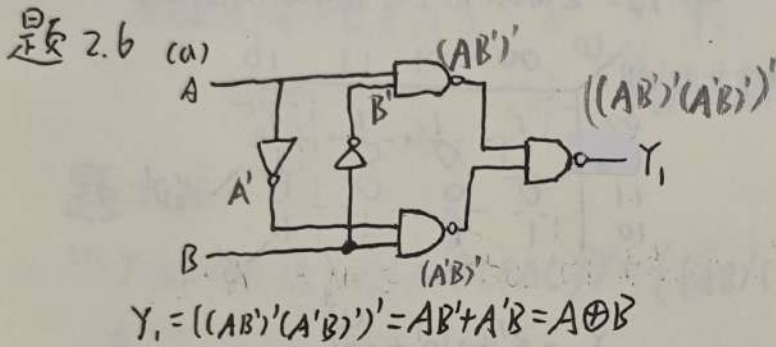 题 2.6 (a)
(AB')'
A
B'
((AB')'(A'B)')'
Y₁
A'
B
(A'B)'
Y₁ = ((AB')'(A'B)')' = AB'+A'B = A⊕B